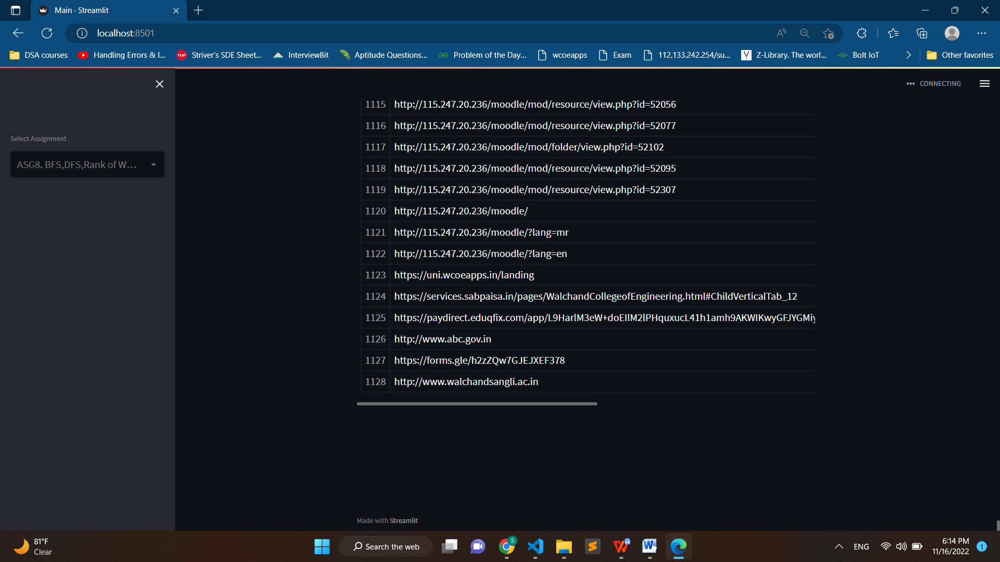 Main · Streamlit
localhost:8501
DSA courses
Handling Errors & I...
Striver's SDE Sheet...
InterviewBit
Aptitude Questions...
Problem of the Day...
wcoeapps
Exam
112.133.242.254/su...
Z-Library. The worl...
Bolt IoT
Other favorites
CONNECTING
Select Assignment
ASG8. BFS,DFS,Rank of W...
1115 http://115.247.20.236/moodle/mod/resource/view.php?id=52056
1116 http://115.247.20.236/moodle/mod/resource/view.php?id=52077
1117 http://115.247.20.236/moodle/mod/folder/view.php?id=52102
1118 http://115.247.20.236/moodle/mod/resource/view.php?id=52095
1119 http://115.247.20.236/moodle/mod/resource/view.php?id=52307
1120 http://115.247.20.236/moodle/
1121 http://115.247.20.236/moodle/?lang=mr
1122 http://115.247.20.236/moodle/?lang=en
1123 https://uni.wcoeapps.in/landing
1124 https://services.sabpaisa.in/pages/WalchandCollegeofEngineering.html#ChildVerticalTab_12
1125 https://paydirect.eduqfix.com/app/L9HarlM3eW+doEIlM2lPHquxucL41h1amh9AKWIKwyGFJYGMiy
1126 http://www.abc.gov.in
1127 https://forms.gle/h2zZQw7GJEJXEF378
1128 http://www.walchandsangli.ac.in
Made with Streamlit
81°F
Clear
Search the web
ENG
6:14 PM
11/16/2022
1